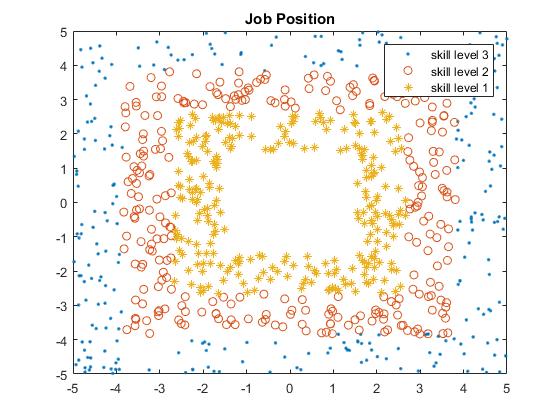 Job Position
5
4
3
2
1
0
-1
-2
-3
-4
-5
-5 -4 -3 -2 -1 0 1 2 3 4 5
skill level 3
skill level 2
skill level 1